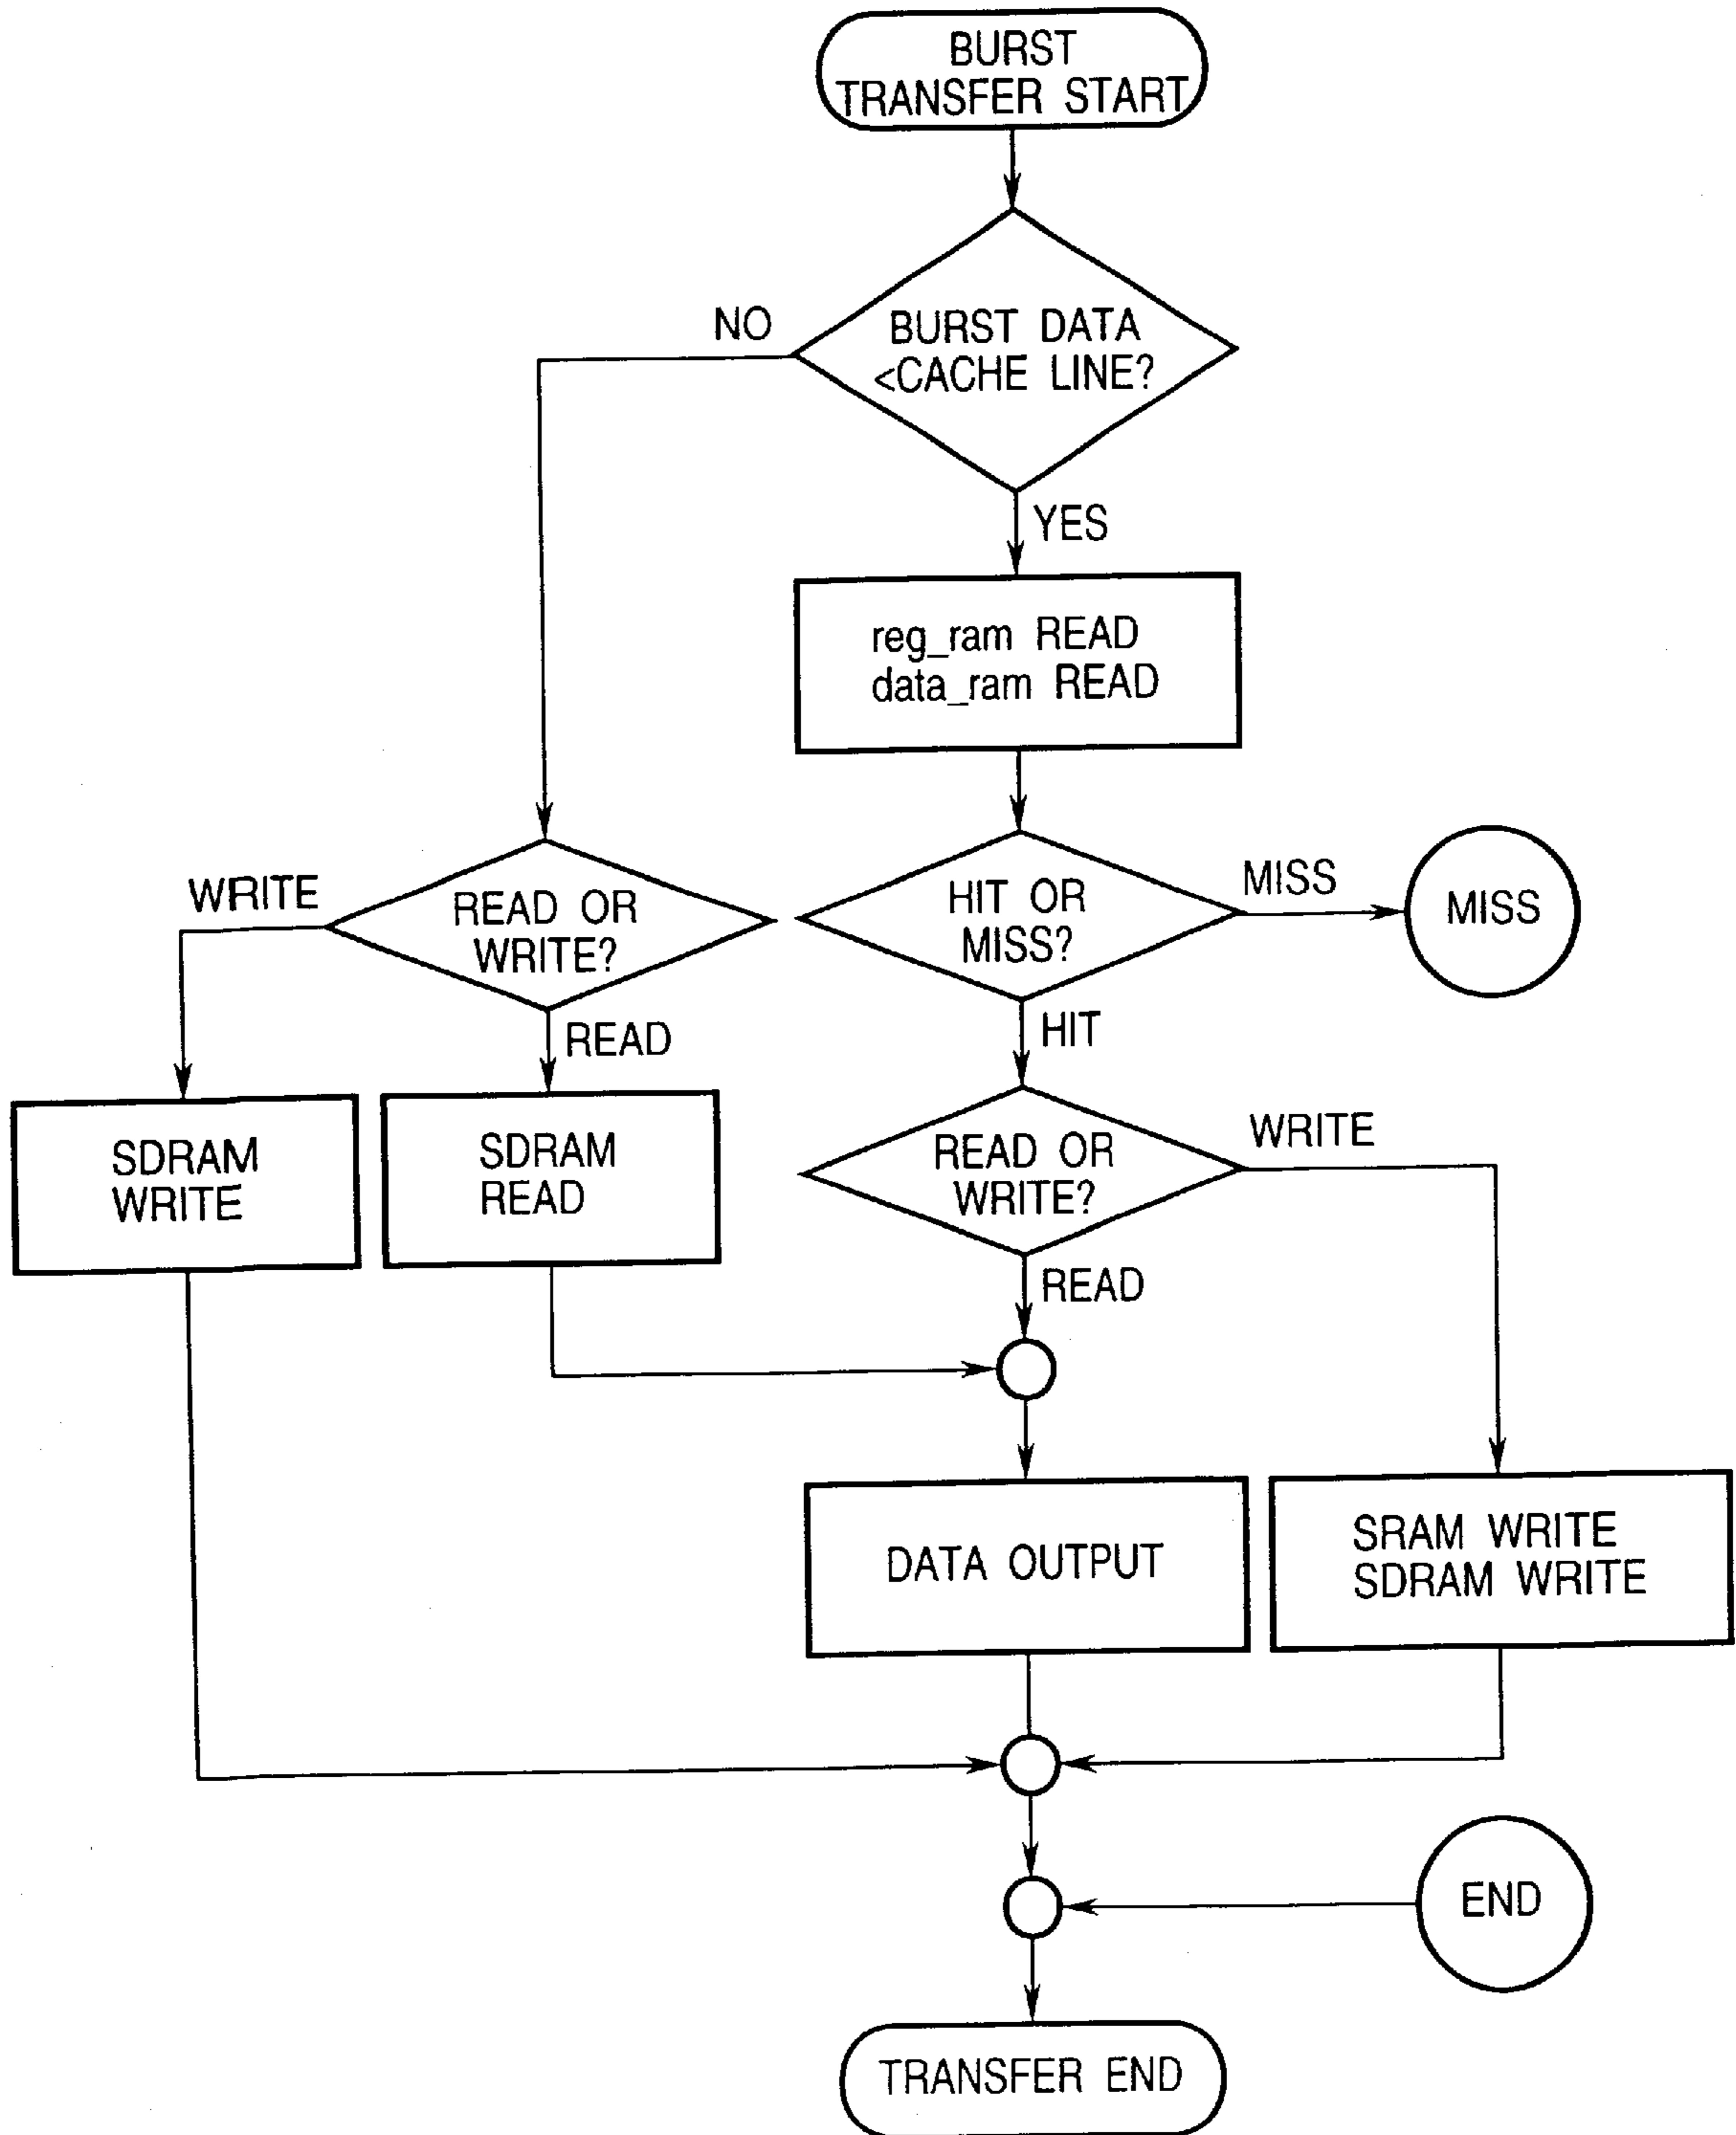 BURST
TRANSFER START
BURST DATA
<CACHE LINE?
NO
YES
reg_ram READ
data_ram READ
WRITE
READ OR
WRITE?
HIT OR
MISS?
MISS
MISS
READ
HIT
SDRAM
WRITE
SDRAM
READ
READ OR
WRITE?
WRITE
READ
DATA OUTPUT
SRAM WRITE
SDRAM WRITE
END
TRANSFER END